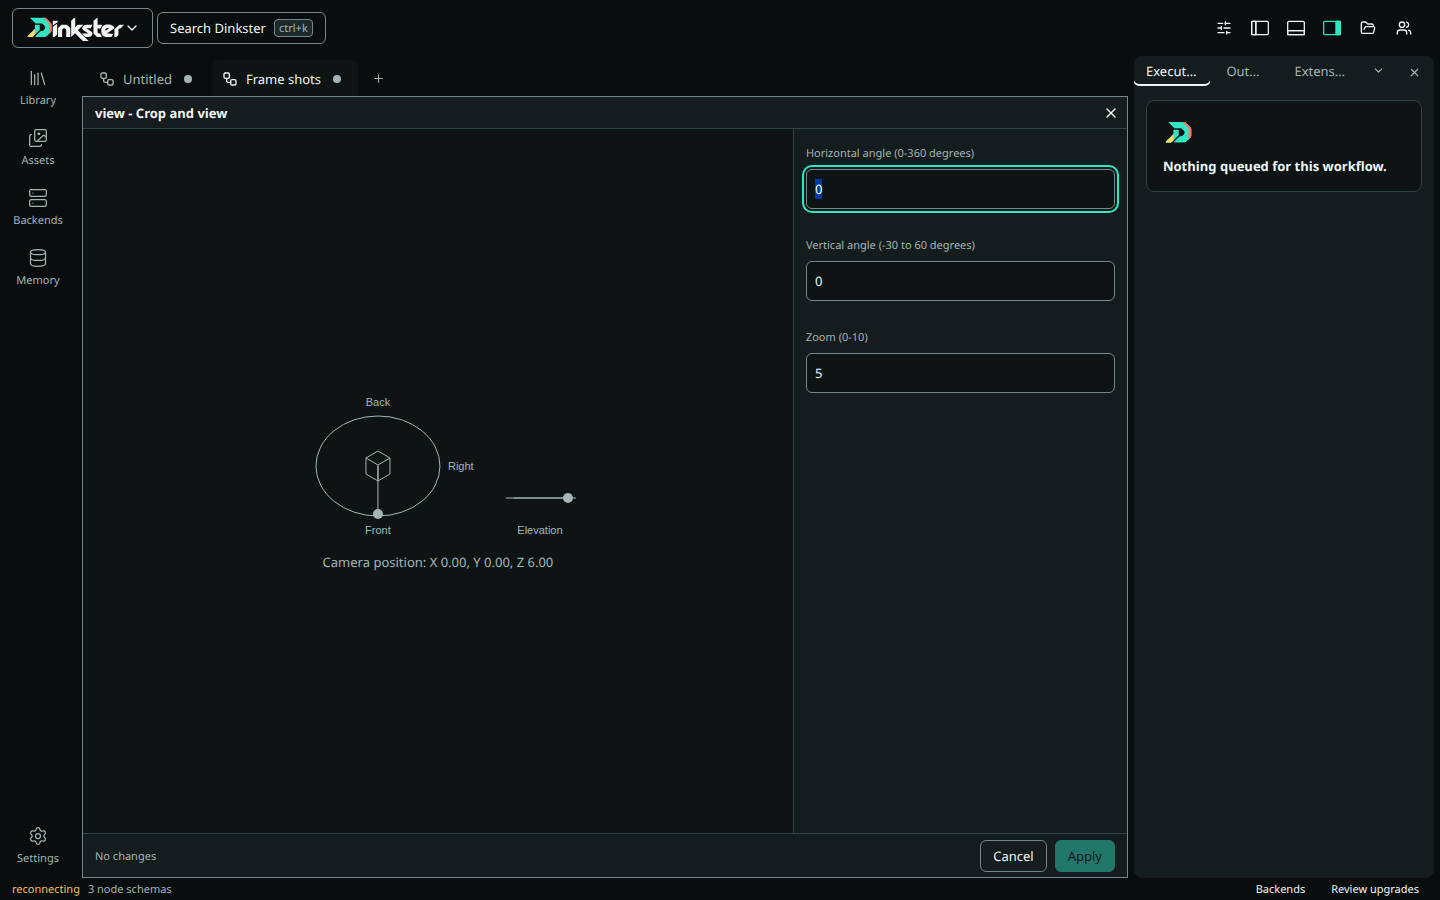 Dinkster
Search Dinkster ctrl+k
Library
Assets
Backends
Memory
Settings
Untitled
Frame shots
view - Crop and view
Back
Right
Front
Elevation
Camera position: X 0.00, Y 0.00, Z 6.00
Horizontal angle (0-360 degrees)
0
Vertical angle (-30 to 60 degrees)
0
Zoom (0-10)
5
No changes
Cancel
Apply
Execut...
Out...
Extens...
Nothing queued for this workflow.
reconnecting
3 node schemas
Backends
Review upgrades